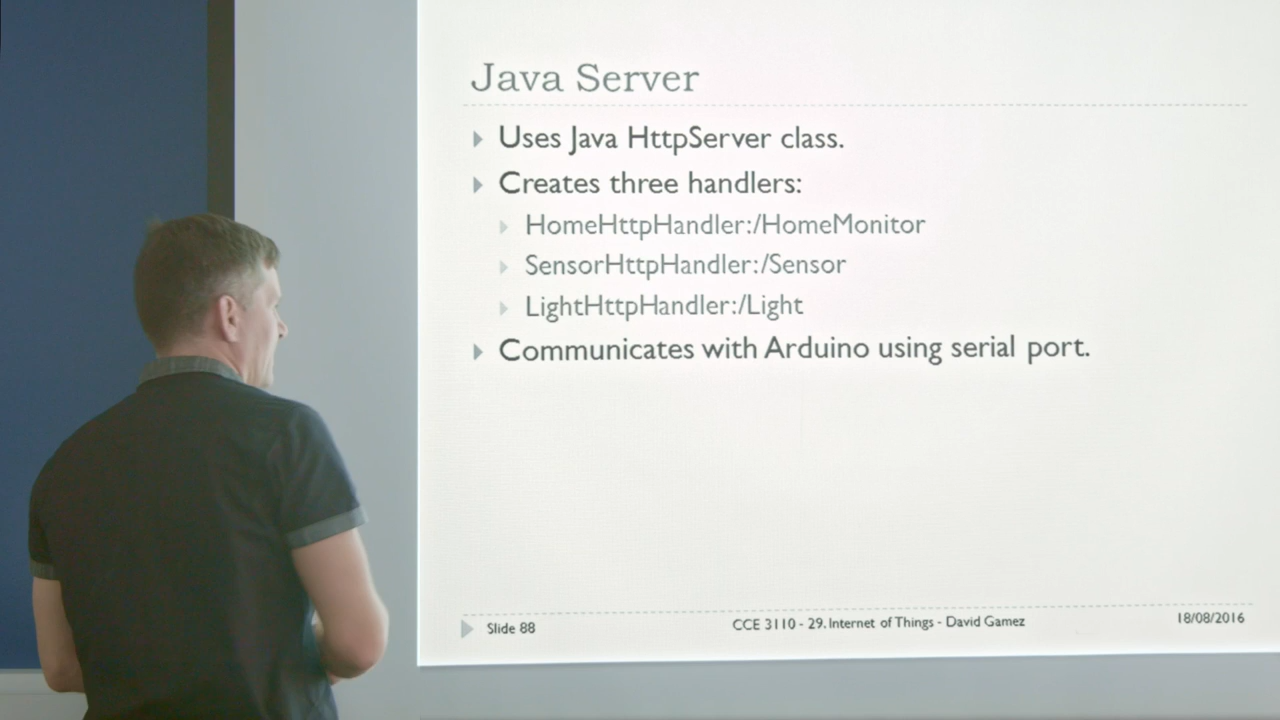 Java Server
Uses Java HttpServer class.
Creates three handlers:
HomeHttpHandler:/HomeMonitor
SensorHttpHandler:/Sensor
LightHttpHandler:/Light
Communicates with Arduino using serial port.
Slide 88
CCE 3110 - 29. Internet of Things - David Gamez
18/08/2016